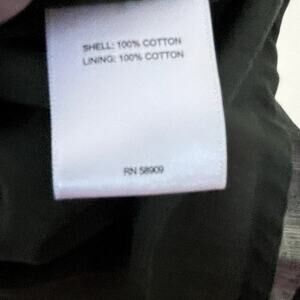 SHELL: 100% COTTON
LINING: 100% COTTON
RN 58909